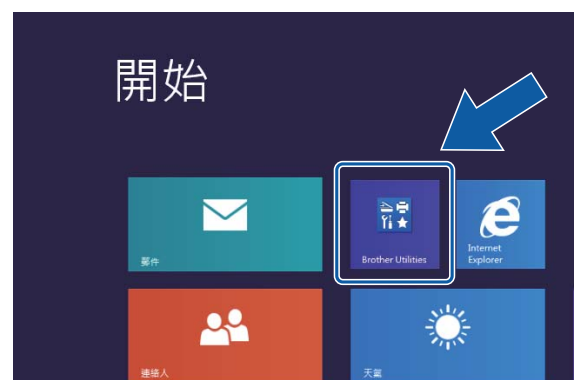 開始
郵件
Brother Utilities
Internet
Explorer
連絡人
天氣